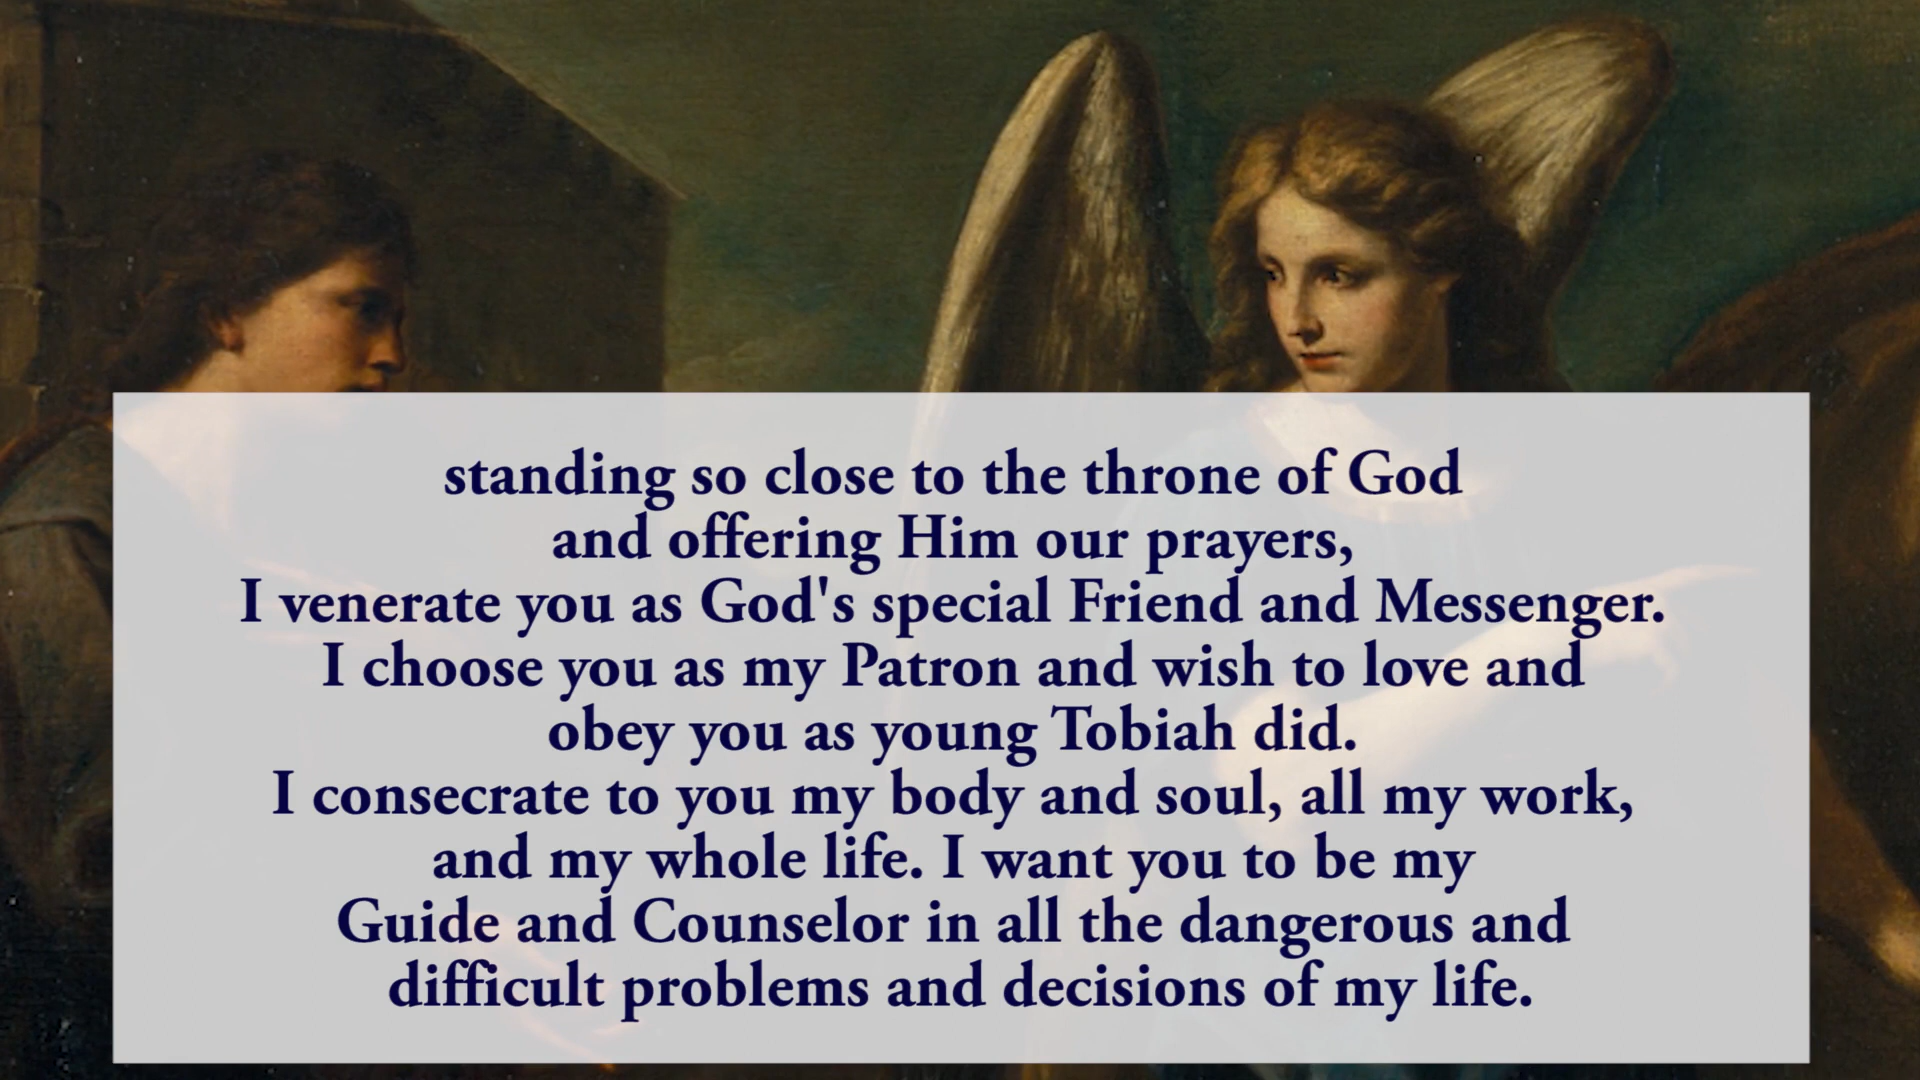 standing so close to the throne of God
and offering Him our prayers,
I venerate you as God's special Friend and Messenger.
I choose you as my Patron and wish to love and
obey you as young Tobiah did.
I consecrate to you my body and soul, all my work,
and my whole life. I want you to be my
Guide and Counselor in all the dangerous and
difficult problems and decisions of my life.